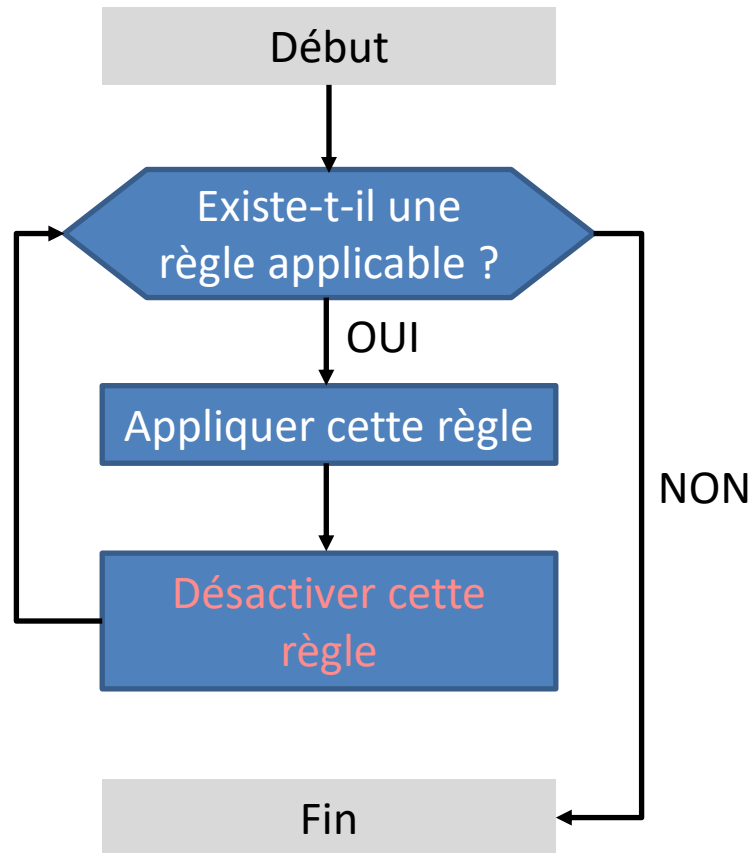 Début
Existe-t-il une
règle applicable ?
OUI
Appliquer cette règle
NON
Désactiver cette
règle
Fin